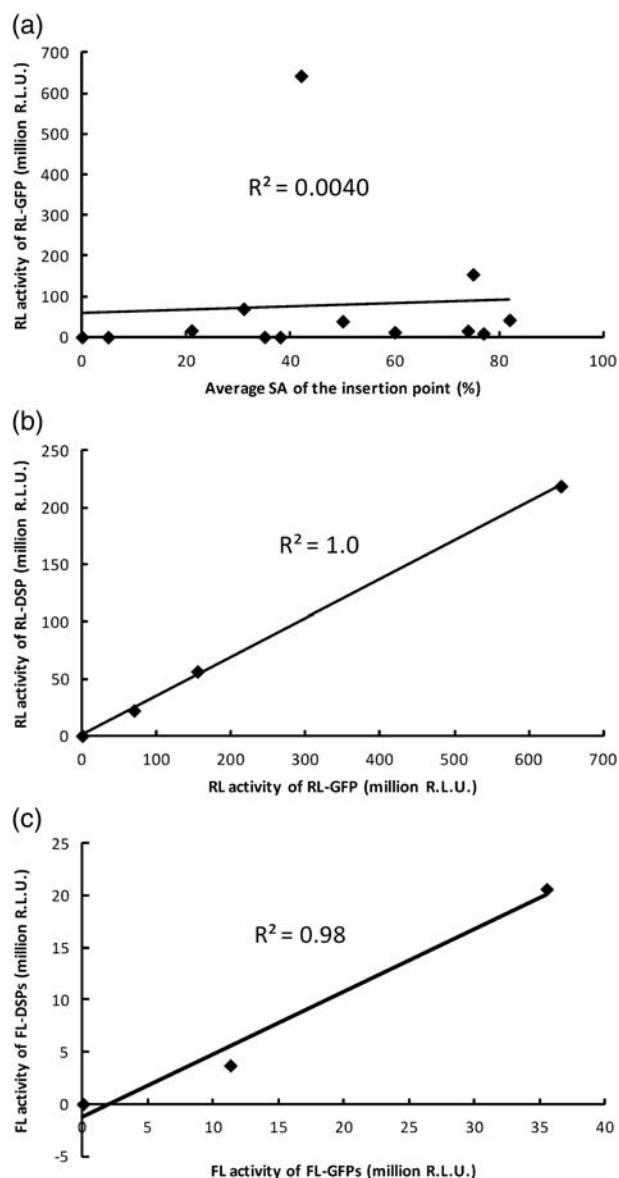 (a)
RL activity of RL-GFP (million R.L.U.)
700
600
500
400
300
200
100
0
R² = 0.0040
0 20 40 60 80 100
Average SA of the insertion point (%)
(b)
RL activity of RL-DSP (million R.L.U.)
250
200
150
100
50
0
R² = 1.0
0 100 200 300 400 500 600 700
RL activity of RL-GFP (million R.L.U.)
(c)
FL activity of FL-DSPs (million R.L.U.)
25
20
15
10
5
0
-5
R² = 0.98
0 5 10 15 20 25 30 35 40
FL activity of FL-GFPs (million R.L.U.)